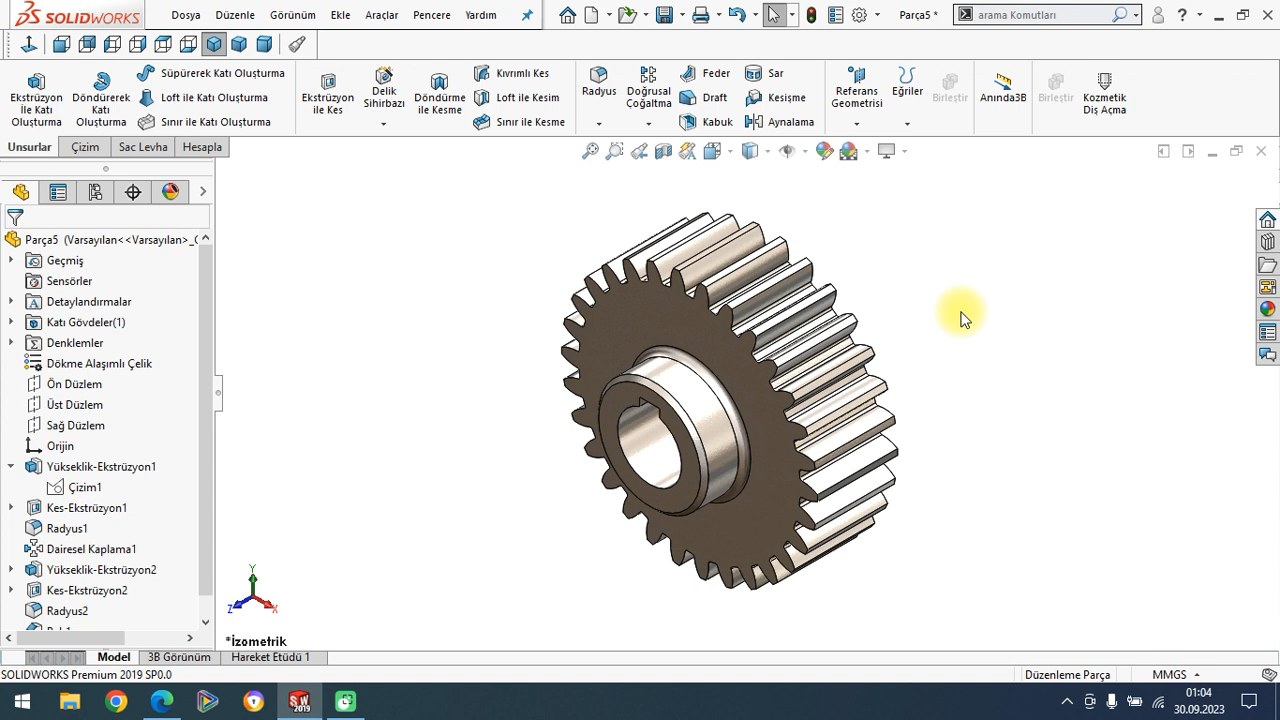 SOLIDWORKS
Dosya Düzenle Görünüm Ekle Araçlar Pencere Yardım
Parça5 *
arama Komutları
Ekstrüzyon İle Katı Oluşturma
Döndürerek Katı Oluşturma
Süpürerek Katı Oluşturma
Loft ile Katı Oluşturma
Sınır ile Katı Oluşturma
Ekstrüzyon ile Kes
Delik Sihirbazı
Döndürme ile Kesme
Kıvrımlı Kes
Loft ile Kesim
Sınır ile Kesme
Radyus
Doğrusal Çoğaltma
Feder
Draft
Kabuk
Sar
Kesişme
Aynalama
Referans Geometrisi
Eğriler
Birleştir
Anında3B
Birleştir
Kozmetik Diş Açma
Unsurlar Çizim Sac Levha Hesapla
Parça5 (Varsayılan<<Varsayılan>_
Geçmiş
Sensörler
Detaylandırmalar
Katı Gövdeler(1)
Denklemler
Dökme Alaşımlı Çelik
Ön Düzlem
Üst Düzlem
Sağ Düzlem
Orijin
Yükseklik-Ekstrüzyon1
Çizim1
Kes-Ekstrüzyon1
Radyus1
Dairesel Kaplama1
Yükseklik-Ekstrüzyon2
Kes-Ekstrüzyon2
Radyus2
Y
Z X
*İzometrik
Model 3B Görünüm Hareket Etüdü 1
SOLIDWORKS Premium 2019 SP0.0
Düzenleme Parça
MMGS
SW
2019
01:04
30.09.2023